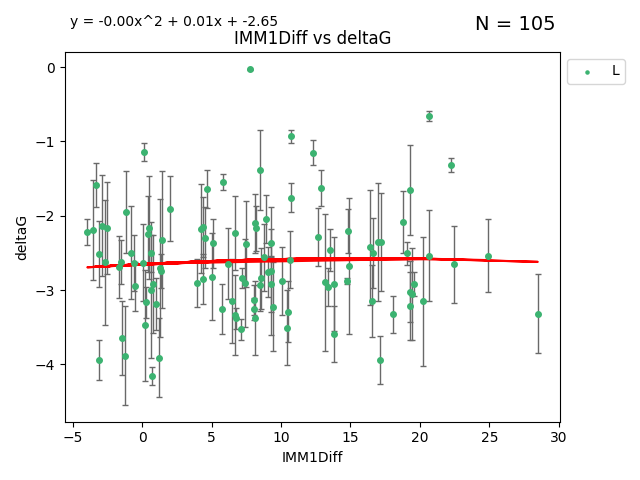 y = -0.00x^2 + 0.01x + -2.65
N = 105
IMM1Diff vs deltaG
L
deltaG
0
−1
−2
−3
−4
−5 0 5 10 15 20 25 30
IMM1Diff